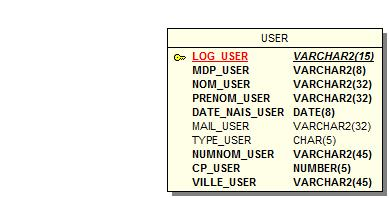 USER
LOG_USER VARCHAR2(15)
MDP_USER VARCHAR2(8)
NOM_USER VARCHAR2(32)
PRENOM_USER VARCHAR2(32)
DATE_NAIS_USER DATE(8)
MAIL_USER VARCHAR2(32)
TYPE_USER CHAR(5)
NUMNOM_USER VARCHAR2(45)
CP_USER NUMBER(5)
VILLE_USER VARCHAR2(45)